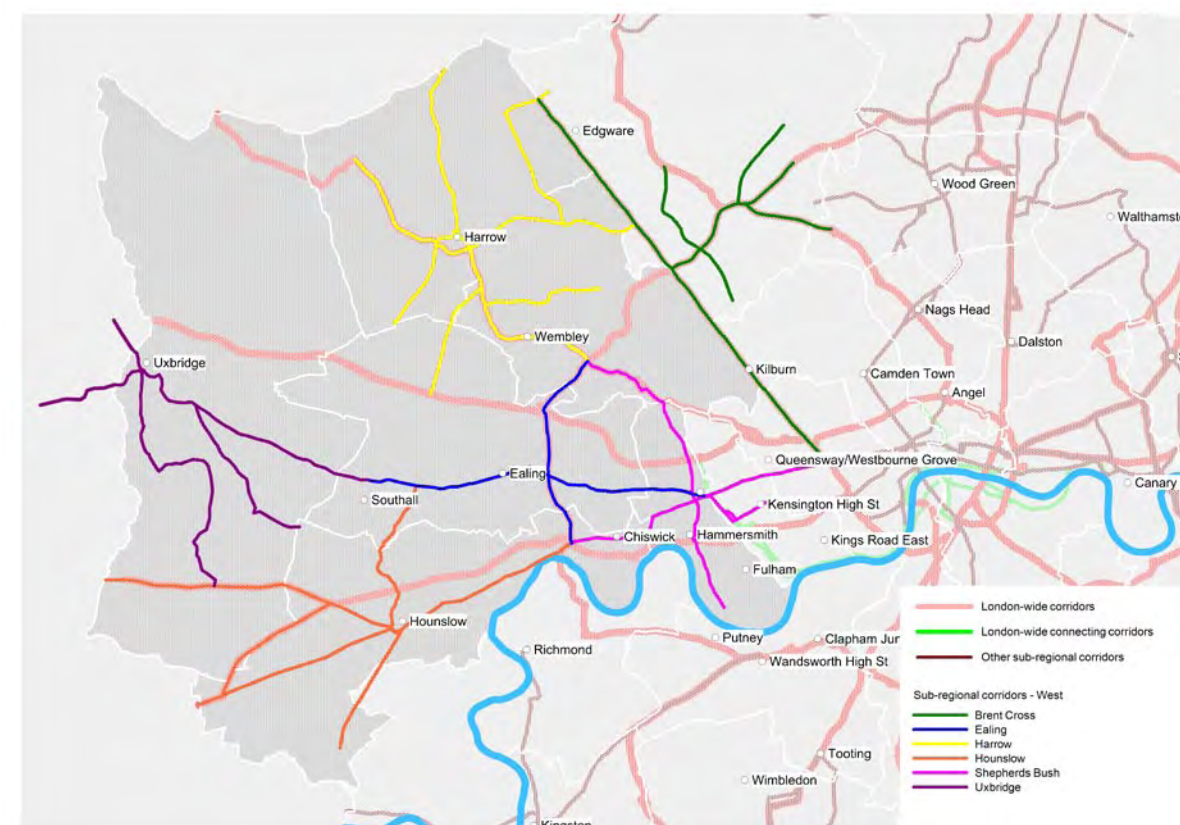 Edgware
Wood Green
Walthamst
Harrow
Nags Head
Wembley
Dalston
Uxbridge
Kilburn
Camden Town
Angel
Queensway/Westbourne Grove
Ealing
Canary
Southall
Kensington High St
Chiswick
Hammersmith
Kings Road East
Fulham
Hounslow
Putney
Clapham Jun
Richmond
Wandsworth High St
Tooting
Wimbledon
Kingston
London-wide corridors
London-wide connecting corridors
Other sub-regional corridors
Sub-regional corridors - West
Brent Cross
Ealing
Harrow
Hounslow
Shepherds Bush
Uxbridge